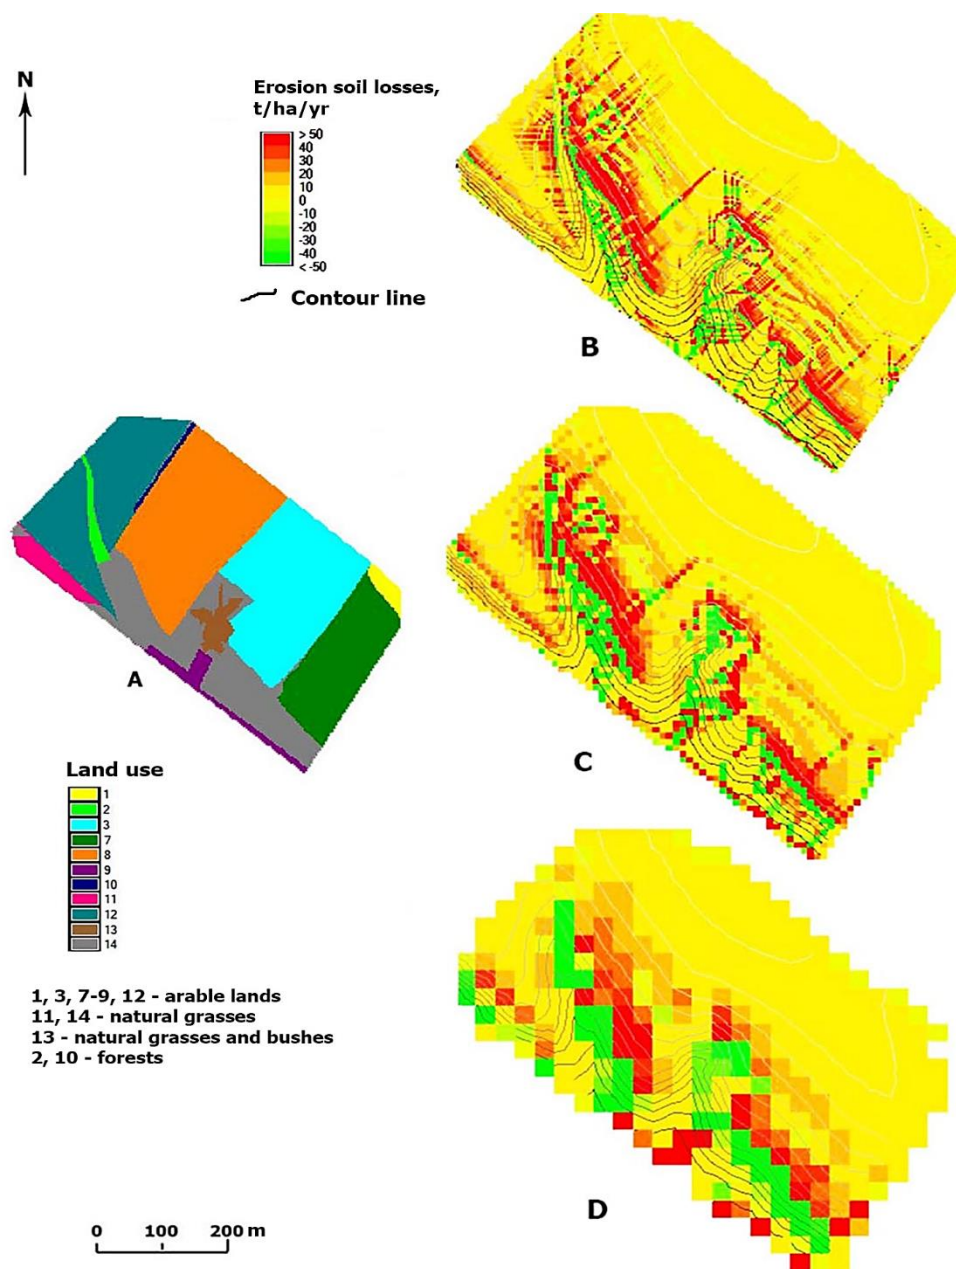 N
Erosion soil losses,
t/ha/yr
> 50
40
30
20
10
0
-10
-20
-30
-40
< -50
Contour line
B
A
Land use
1
2
3
7
8
9
10
11
12
13
14
C
1, 3, 7-9, 12 - arable lands
11, 14 - natural grasses
13 - natural grasses and bushes
2, 10 - forests
D
0 100 200 m